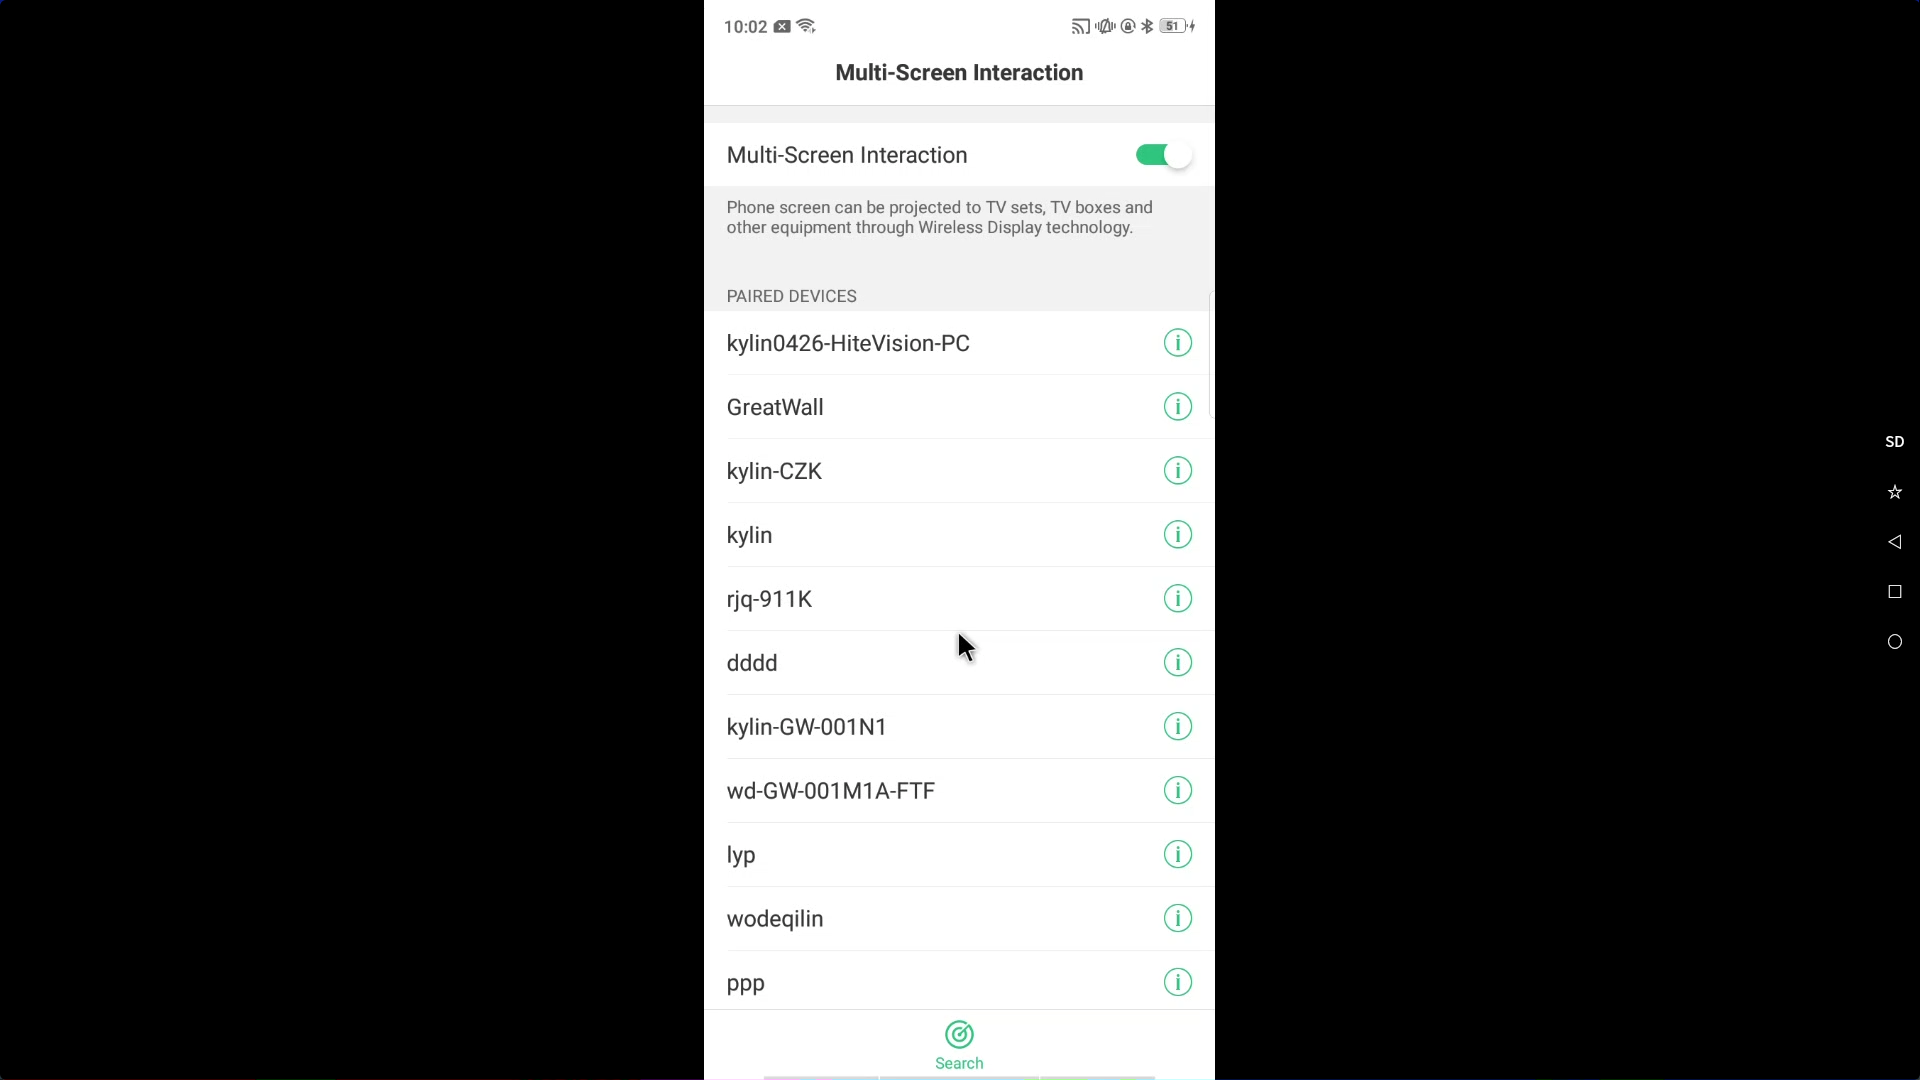 10:02
51
Multi-Screen Interaction
Multi-Screen Interaction
Phone screen can be projected to TV sets, TV boxes and
other equipment through Wireless Display technology.
PAIRED DEVICES
kylin0426-HiteVision-PC
GreatWall
kylin-CZK
kylin
rjq-911K
dddd
kylin-GW-001N1
wd-GW-001M1A-FTF
lyp
wodeqilin
ppp
Search
SD